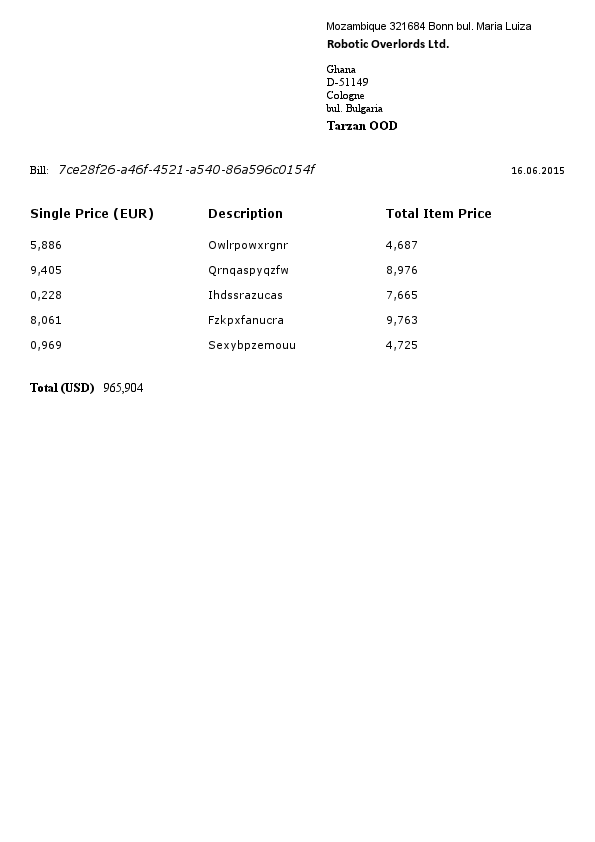 Mozambique 321684 Bonn bul. Maria Luiza
Robotic Overlords Ltd.
Ghana
D-51149
Cologne
bul. Bulgaria
Tarzan OOD
Bill: 7ce28f26-a46f-4521-a540-86a596c0154f 16.06.2015
Single Price (EUR) Description Total Item Price
5,886 Owlrpowxrgnr 4,687
9,405 Qrnqaspyqzfw 8,976
0,228 Ihdssrazucas 7,665
8,061 Fzkpxfanucra 9,763
0,969 Sexybpzemouu 4,725
Total (USD) 965,904